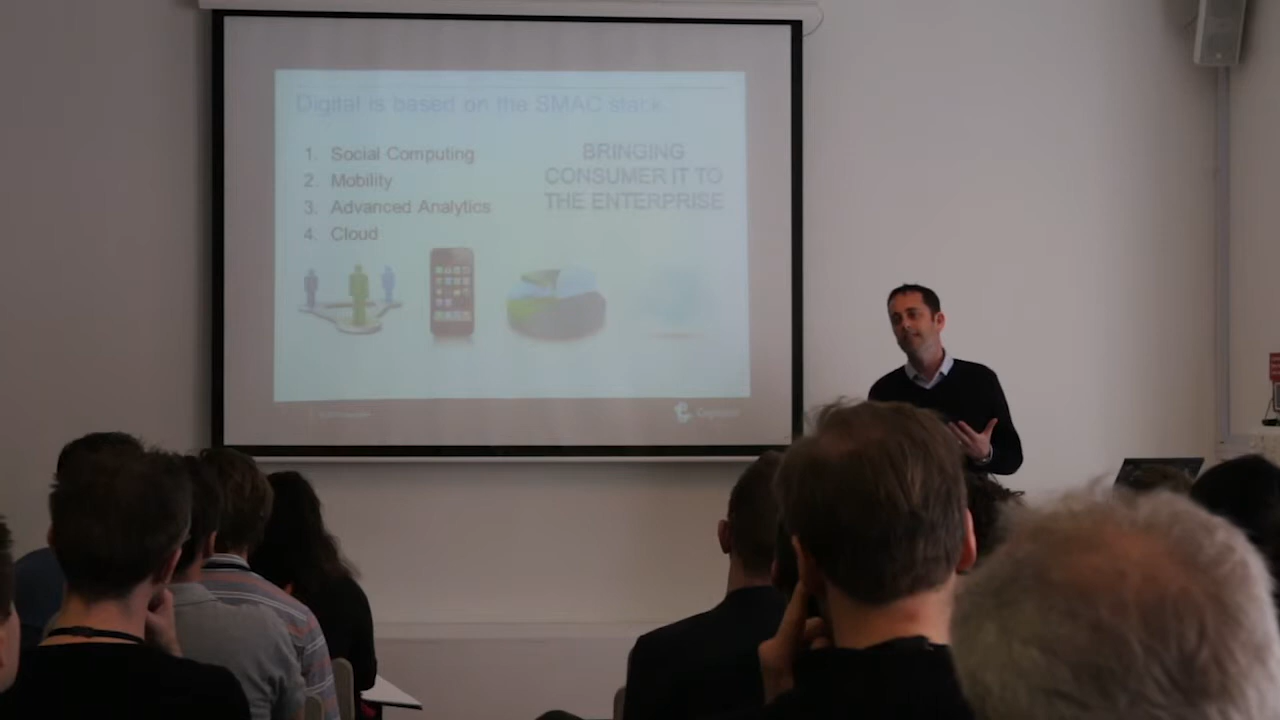 Digital is based on the SMAC stack
1. Social Computing
2. Mobility
3. Advanced Analytics
4. Cloud
BRINGING
CONSUMER IT TO
THE ENTERPRISE